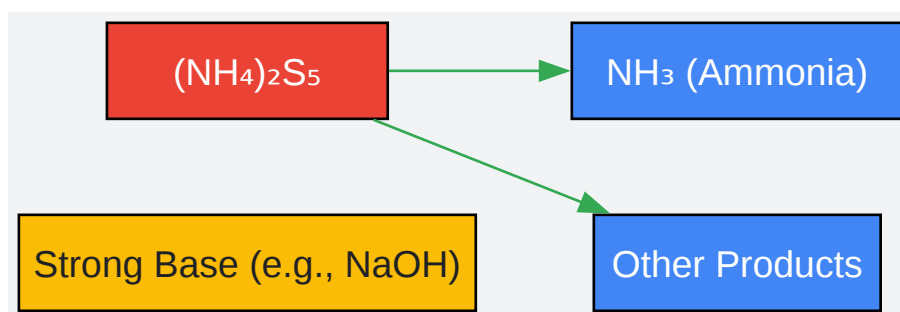 (NH₄)₂S₅
NH₃ (Ammonia)
Strong Base (e.g., NaOH)
Other Products